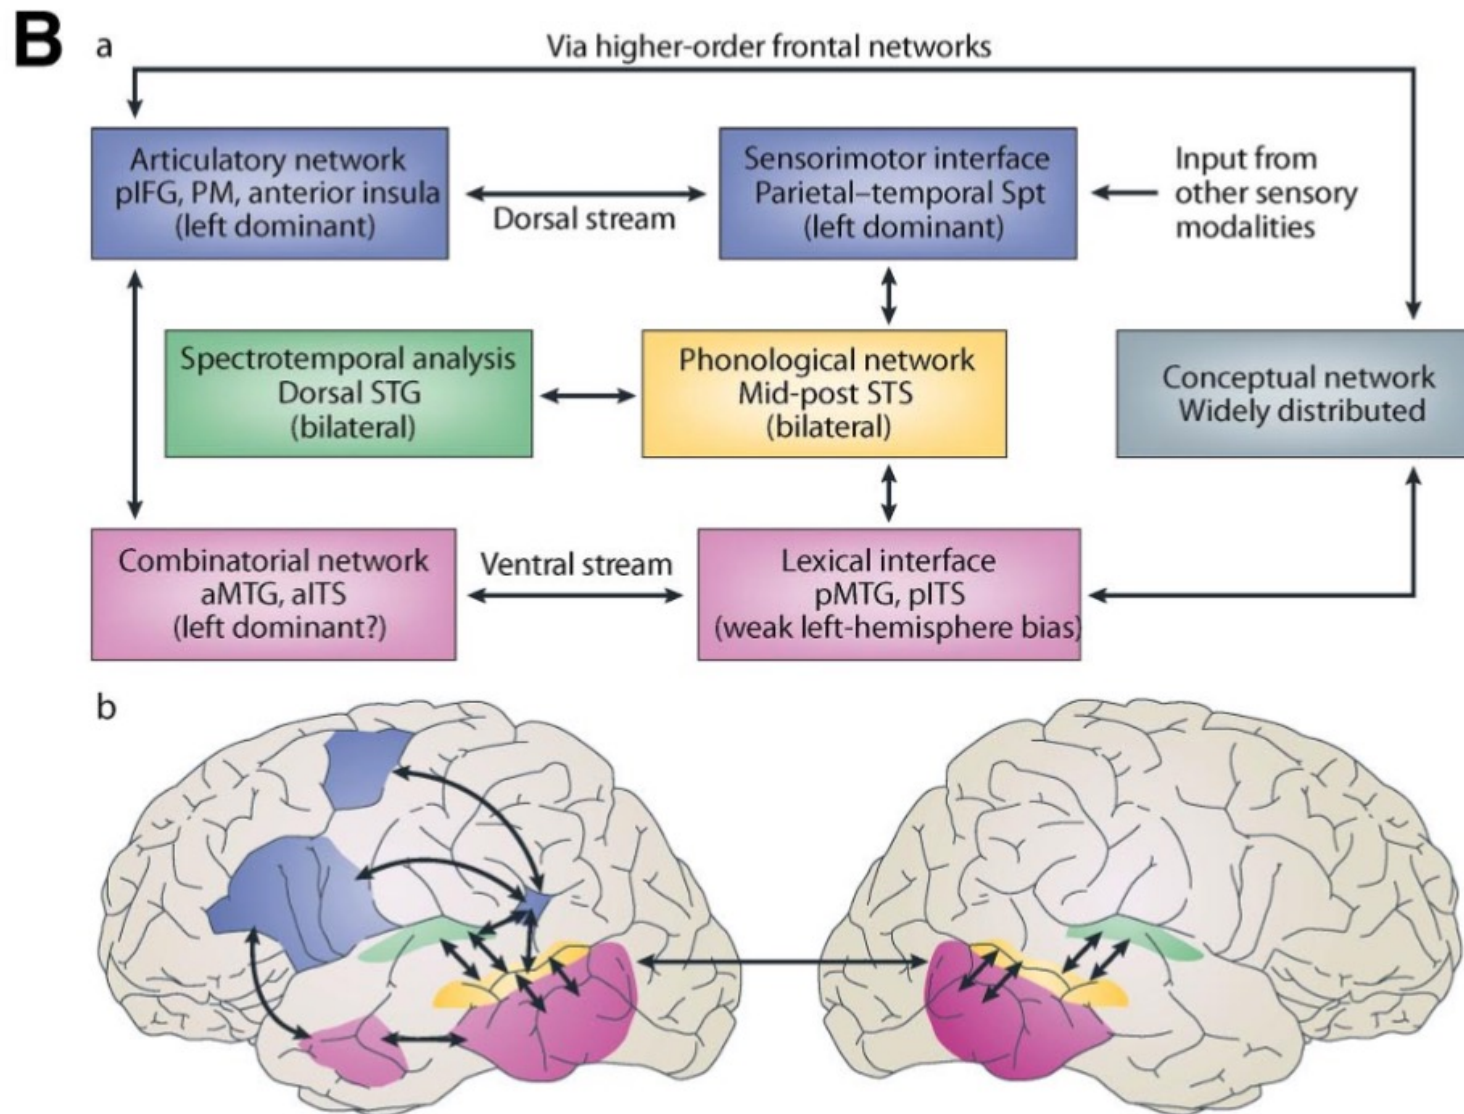 B
a
Via higher-order frontal networks
Articulatory network
pIFG, PM, anterior insula
(left dominant)
Dorsal stream
Sensorimotor interface
Parietal–temporal Spt
(left dominant)
Input from
other sensory
modalities
Spectrotemporal analysis
Dorsal STG
(bilateral)
Phonological network
Mid-post STS
(bilateral)
Conceptual network
Widely distributed
Combinatorial network
aMTG, aITS
(left dominant?)
Ventral stream
Lexical interface
pMTG, pITS
(weak left-hemisphere bias)
b